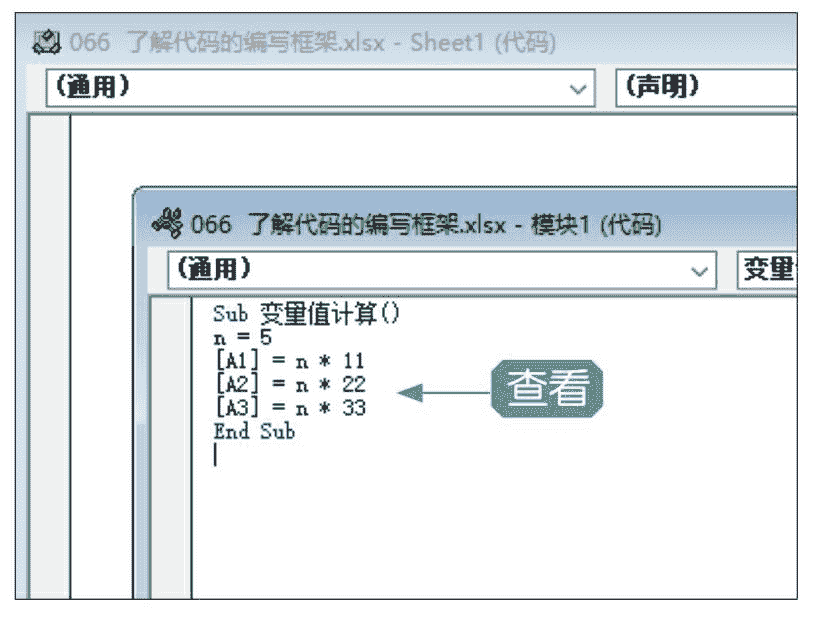 066 了解代码的编写框架.xlsx - Sheet1 (代码)
(通用)
(声明)
066 了解代码的编写框架.xlsx - 模块1 (代码)
(通用)
变量
Sub 变量值计算()
n = 5
[A1] = n * 11
[A2] = n * 22
[A3] = n * 33
End Sub
查看